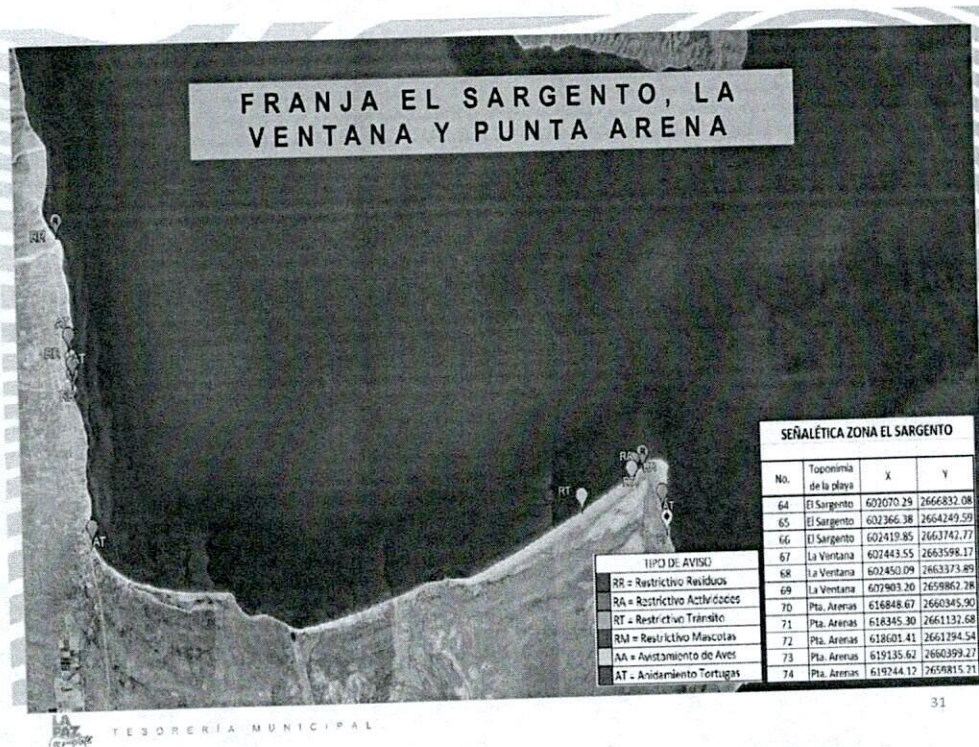 FRANJA EL SARGENTO, LA
VENTANA Y PUNTA ARENA
RR
AT
RR
AT
AT
RT
RR
AT
TIPO DE AVISO
RR = Restrictivo Residuos
RA = Restrictivo Actividades
RT = Restrictivo Tránsito
RM = Restrictivo Mascotas
AA = Avistamiento de Aves
AT = Anidamiento Tortugas
SEÑALÉTICA ZONA EL SARGENTO
No. Toponimia de la playa X Y
64 El Sargento 602070.29 2666832.08
65 El Sargento 602366.38 2664249.59
66 El Sargento 602419.85 2663742.77
67 La Ventana 602443.55 2663598.17
68 La Ventana 602450.09 2663373.89
69 La Ventana 602903.20 2659862.28
70 Pta. Arenas 616848.67 2660345.93
71 Pta. Arenas 618345.30 2661132.68
72 Pta. Arenas 618601.41 2661294.54
73 Pta. Arenas 619135.62 2660399.27
74 Pta. Arenas 619244.12 2659815.21
LA PAZ
TESORERÍA MUNICIPAL
31